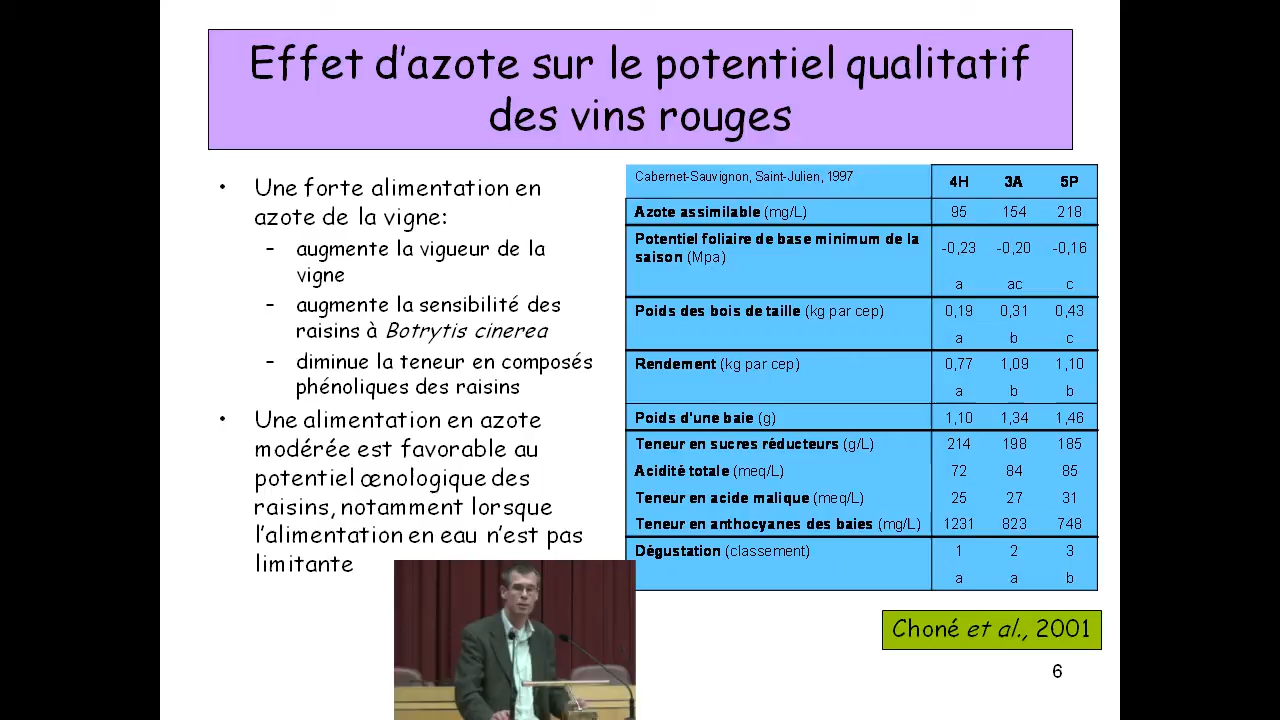 Effet d'azote sur le potentiel qualitatif
des vins rouges
• Une forte alimentation en
azote de la vigne:
– augmente la vigueur de la
vigne
– augmente la sensibilité des
raisins à Botrytis cinerea
– diminue la teneur en composés
phénoliques des raisins
• Une alimentation en azote
modérée est favorable au
potentiel œnologique des
raisins, notamment lorsque
l'alimentation en eau n'est pas
limitante
Cabernet-Sauvignon, Saint-Julien, 1997 4H 3A 5P
Azote assimilable (mg/L) 95 154 218
Potentiel foliaire de base minimum de la
saison (Mpa) -0,23 -0,20 -0,16
a ac c
Poids des bois de taille (kg par cep) 0,19 0,31 0,43
a b c
Rendement (kg par cep) 0,77 1,09 1,10
a b b
Poids d'une baie (g) 1,10 1,34 1,46
Teneur en sucres réducteurs (g/L) 214 198 185
Acidité totale (meq/L) 72 84 85
Teneur en acide malique (meq/L) 25 27 31
Teneur en anthocyanes des baies (mg/L) 1231 823 748
Dégustation (classement) 1 2 3
a a b
Choné et al., 2001
6